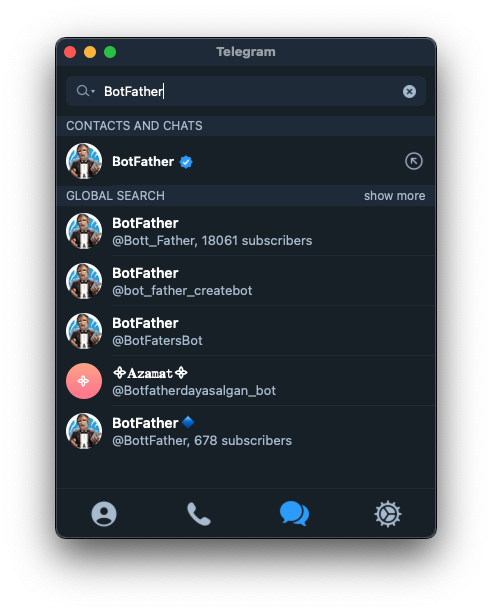 Telegram
BotFather
CONTACTS AND CHATS
BotFather
GLOBAL SEARCH show more
BotFather
@Bott_Father, 18061 subscribers
BotFather
@bot_father_createbot
BotFather
@BotFatersBot
✧𝐀𝐳𝐚𝐦𝐚𝐭✧
@Botfatherdayasalgan_bot
BotFather
@BottFather, 678 subscribers